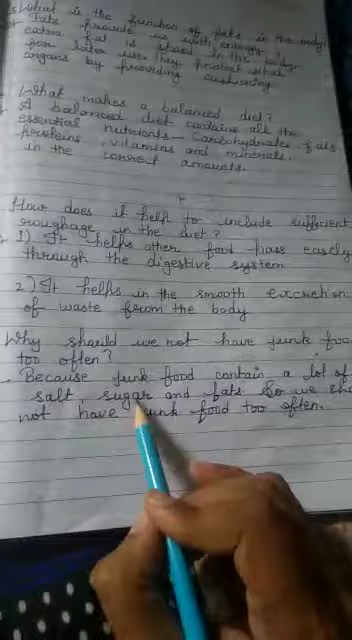 What is the function of fats in the body
Fats provide us with energy.
extra fat is stored in the body
for later use. They protect vital
organs by providing cushioning
What makes a balanced diet?
A balanced diet contains all the
essential nutrients - Carbohydrates, fats
proteins, vitamins and minerals.
in the correct amounts.
How does it help to include sufficient
roughage in the diet?
1) It helps other food pass easily
through the digestive system
2) It helps in the smooth excretion
of waste from the body
Why should we not have junk foo
too often?
Because junk food contain a lot of
salt, sugar and fats So we sho
not have junk food too often.